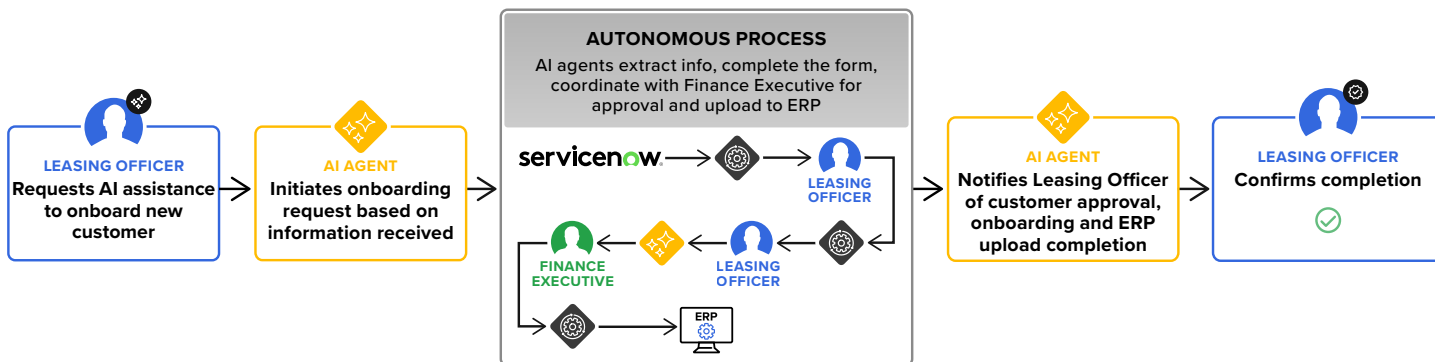 LEASING OFFICER
Requests AI assistance
to onboard new
customer
AI AGENT
Initiates onboarding
request based on
information received
AUTONOMOUS PROCESS
AI agents extract info, complete the form,
coordinate with Finance Executive for
approval and upload to ERP
servicenow
LEASING
OFFICER
FINANCE
EXECUTIVE
LEASING
OFFICER
ERP
AI AGENT
Notifies Leasing Officer
of customer approval,
onboarding and ERP
upload completion
LEASING OFFICER
Confirms completion